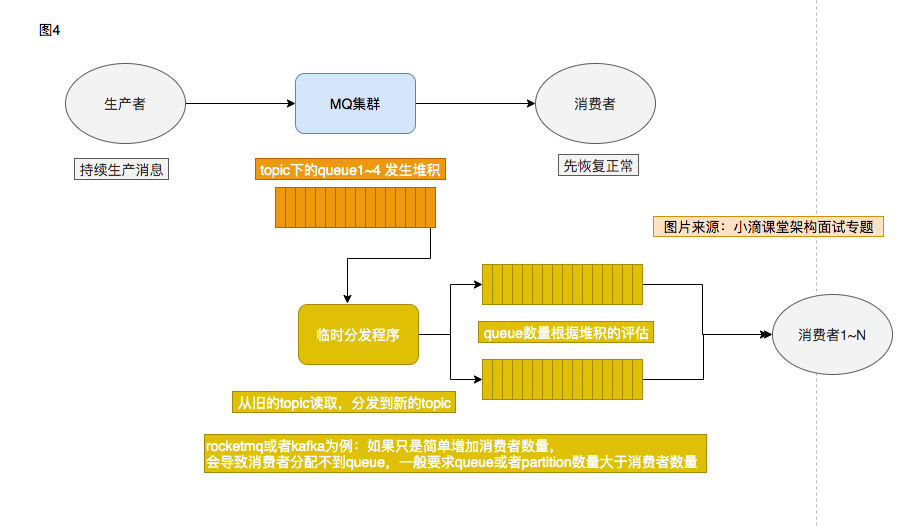 图4
生产者
MQ集群
消费者
持续生产消息
topic下的queue1~4 发生堆积
先恢复正常
图片来源：小滴课堂架构面试专题
临时分发程序
queue数量根据堆积的评估
消费者1~N
从旧的topic读取，分发到新的topic
rocketmq或者kafka为例：如果只是简单增加消费者数量，
会导致消费者分配不到queue，一般要求queue或者partition数量大于消费者数量